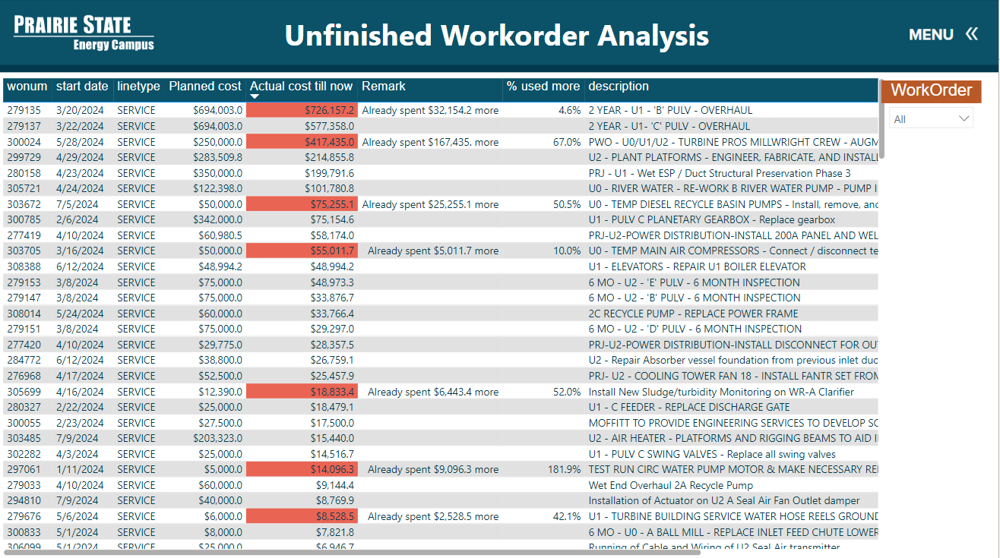 PRAIRIE STATE
Energy Campus
Unfinished Workorder Analysis
MENU «
wonum start date linetype Planned cost Actual cost till now Remark % used more description
279135 3/20/2024 SERVICE $694,003.0 $726,157.2 Already spent $32,154.2 more 4.6% 2 YEAR - U1 - 'B' PULV - OVERHAUL
279137 3/22/2024 SERVICE $694,003.0 $577,358.0 2 YEAR - U1- 'C' PULV - OVERHAUL
300024 5/28/2024 SERVICE $250,000.0 $417,435.0 Already spent $167,435. more 67.0% PWO - U0/U1/U2 - TURBINE PROS MILLWRIGHT CREW - AUGM
299729 4/29/2024 SERVICE $283,509.8 $214,855.8 U2 - PLANT PLATFORMS - ENGINEER, FABRICATE, AND INSTALL
280158 4/23/2024 SERVICE $350,000.0 $199,791.6 PRJ - U1 - Wet ESP / Duct Structural Preservation Phase 3
305721 4/24/2024 SERVICE $122,398.0 $101,780.8 U0 - RIVER WATER - RE-WORK B RIVER WATER PUMP - PUMP I
303672 7/5/2024 SERVICE $50,000.0 $75,255.1 Already spent $25,255.1 more 50.5% U0 - TEMP DIESEL RECYCLE BASIN PUMPS - Install, remove, and
300785 2/6/2024 SERVICE $342,000.0 $75,154.6 U1 - PULV C PLANETARY GEARBOX - Replace gearbox
277419 4/10/2024 SERVICE $60,980.5 $58,174.0 PRJ-U2-POWER DISTRIBUTION-INSTALL 200A PANEL AND WEL
303705 3/16/2024 SERVICE $50,000.0 $55,011.7 Already spent $5,011.7 more 10.0% U0 - TEMP MAIN AIR COMPRESSORS - Connect / disconnect te
308388 6/12/2024 SERVICE $48,994.2 $48,994.2 U1 - ELEVATORS - REPAIR U1 BOILER ELEVATOR
279153 3/8/2024 SERVICE $75,000.0 $48,973.3 6 MO - U2 - 'E' PULV - 6 MONTH INSPECTION
279147 3/8/2024 SERVICE $75,000.0 $33,876.7 6 MO - U2 - 'B' PULV - 6 MONTH INSPECTION
308014 5/24/2024 SERVICE $60,000.0 $33,766.4 2C RECYCLE PUMP - REPLACE POWER FRAME
279151 3/8/2024 SERVICE $75,000.0 $29,297.0 6 MO - U2 - 'D' PULV - 6 MONTH INSPECTION
277420 4/10/2024 SERVICE $29,775.0 $28,357.5 PRJ-U2-POWER DISTRIBUTION-INSTALL DISCONNECT FOR OU
284772 6/12/2024 SERVICE $38,800.0 $26,759.1 U2 - Repair Absorber vessel foundation from previous inlet duc
276968 4/17/2024 SERVICE $52,500.0 $25,457.9 PRJ- U2 - COOLING TOWER FAN 18 - INSTALL FANTR SET FROM
305699 4/16/2024 SERVICE $12,390.0 $18,833.4 Already spent $6,443.4 more 52.0% Install New Sludge/turbidity Monitoring on WR-A Clarifier
280327 2/22/2024 SERVICE $25,000.0 $18,479.1 U1 - C FEEDER - REPLACE DISCHARGE GATE
300055 2/23/2024 SERVICE $27,500.0 $17,500.0 MOFFITT TO PROVIDE ENGINEERING SERVICES TO DEVELOP SC
303485 7/9/2024 SERVICE $203,323.0 $15,440.0 U2 - AIR HEATER - PLATFORMS AND RIGGING BEAMS TO AID I
302282 4/3/2024 SERVICE $25,000.0 $14,516.7 U1 - PULV C SWING VALVES - Replace all swing valves
297061 1/11/2024 SERVICE $5,000.0 $14,096.3 Already spent $9,096.3 more 181.9% TEST RUN CIRC WATER PUMP MOTOR & MAKE NECESSARY RE
279033 4/10/2024 SERVICE $60,000.0 $9,144.4 Wet End Overhaul 2A Recycle Pump
294810 7/9/2024 SERVICE $40,000.0 $8,769.9 Installation of Actuator on U2 A Seal Air Fan Outlet damper
279676 5/6/2024 SERVICE $6,000.0 $8,528.5 Already spent $2,528.5 more 42.1% U1 - TURBINE BUILDING SERVICE WATER HOSE REELS GROUND
300833 5/1/2024 SERVICE $8,000.0 $7,821.8 6 MO - U0 - A BALL MILL - REPLACE INLET FEED CHUTE LOWER
306099 5/1/2024 SERVICE $25,000.0 $6,946.7 Running of Cable and Wiring of U2 Seal Air transmitter
WorkOrder
All